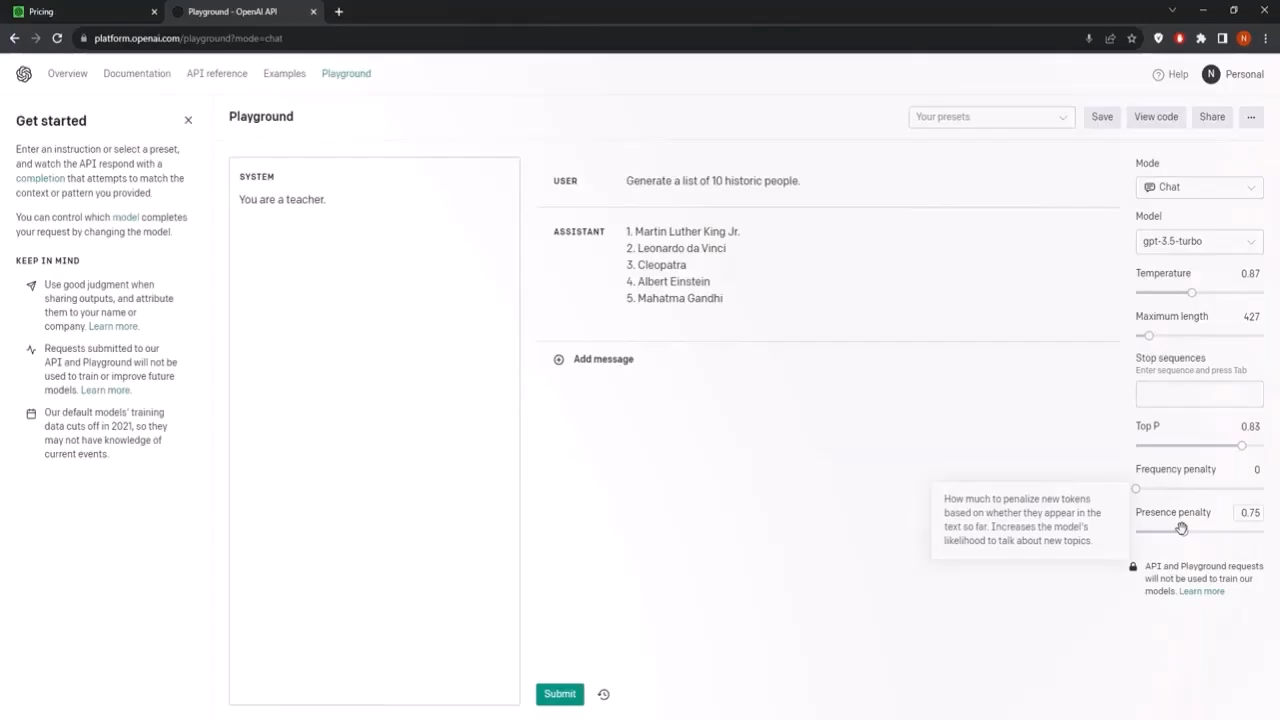 Pricing
Playground - OpenAI API
platform.openai.com/playground?mode=chat
N
Overview
Documentation
API reference
Examples
Playground
Help
N
Personal
Get started
Enter an instruction or select a preset,
and watch the API respond with a
completion that attempts to match the
context or pattern you provided.
You can control which model completes
your request by changing the model.
KEEP IN MIND
Use good judgment when
sharing outputs, and attribute
them to your name or
company. Learn more.
Requests submitted to our
API and Playground will not be
used to train or improve future
models. Learn more.
Our default models' training
data cuts off in 2021, so they
may not have knowledge of
current events.
Playground
Your presets
Save
View code
Share
...
SYSTEM
You are a teacher.
USER
Generate a list of 10 historic people.
ASSISTANT
1. Martin Luther King Jr.
2. Leonardo da Vinci
3. Cleopatra
4. Albert Einstein
5. Mahatma Gandhi
Add message
Submit
Mode
Chat
Model
gpt-3.5-turbo
Temperature 0.87
Maximum length 427
Stop sequences
Enter sequence and press Tab
Top P 0.83
Frequency penalty 0
Presence penalty 0.75
How much to penalize new tokens
based on whether they appear in the
text so far. Increases the model's
likelihood to talk about new topics.
API and Playground requests
will not be used to train our
models. Learn more